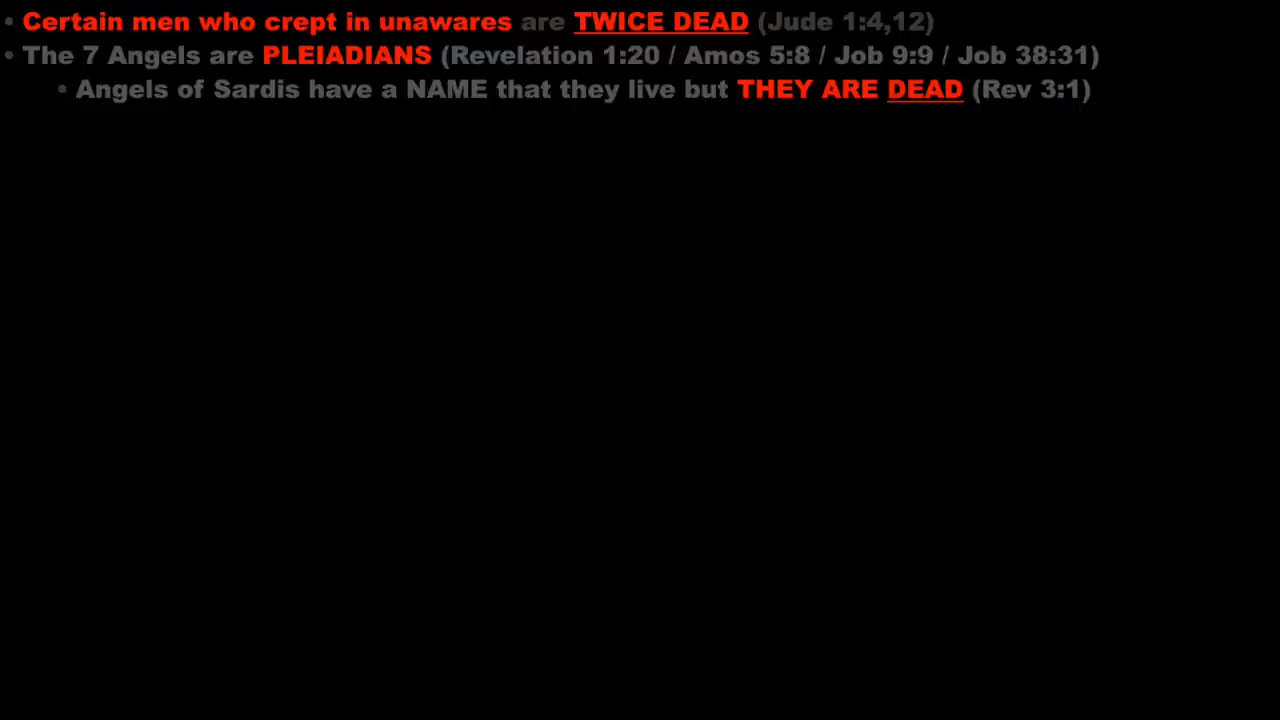 • Certain men who crept in unawares are TWICE DEAD (Jude 1:4,12)
• The 7 Angels are PLEIADIANS (Revelation 1:20 / Amos 5:8 / Job 9:9 / Job 38:31)
• Angels of Sardis have a NAME that they live but THEY ARE DEAD (Rev 3:1)